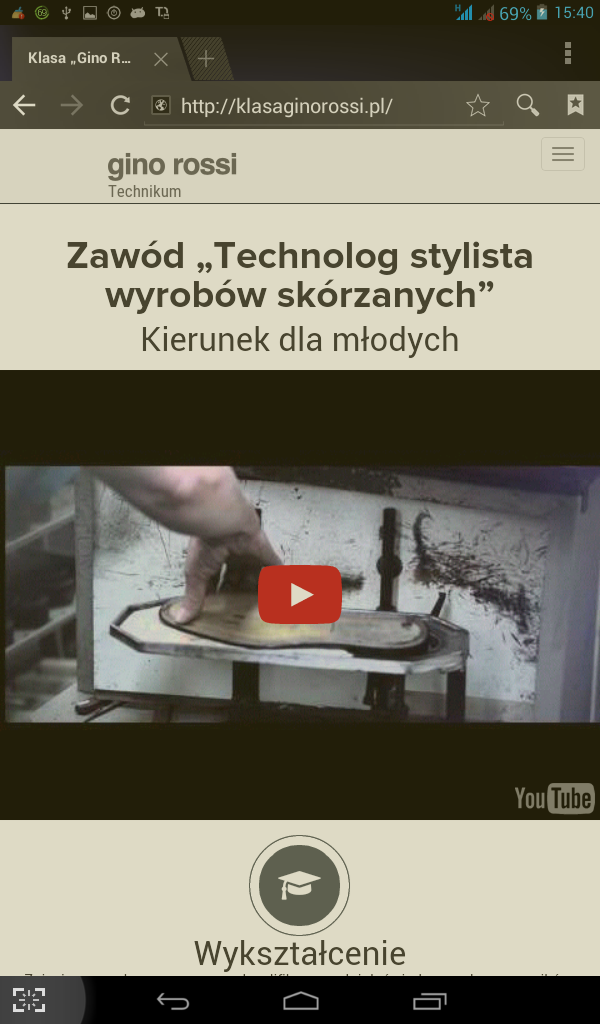 69
H
69%
15:40
Klasa „Gino R...
http://klasaginorossi.pl/
gino rossi
Technikum
Zawód „Technolog stylista
wyrobów skórzanych”
Kierunek dla młodych
YouTube
Wykształcenie